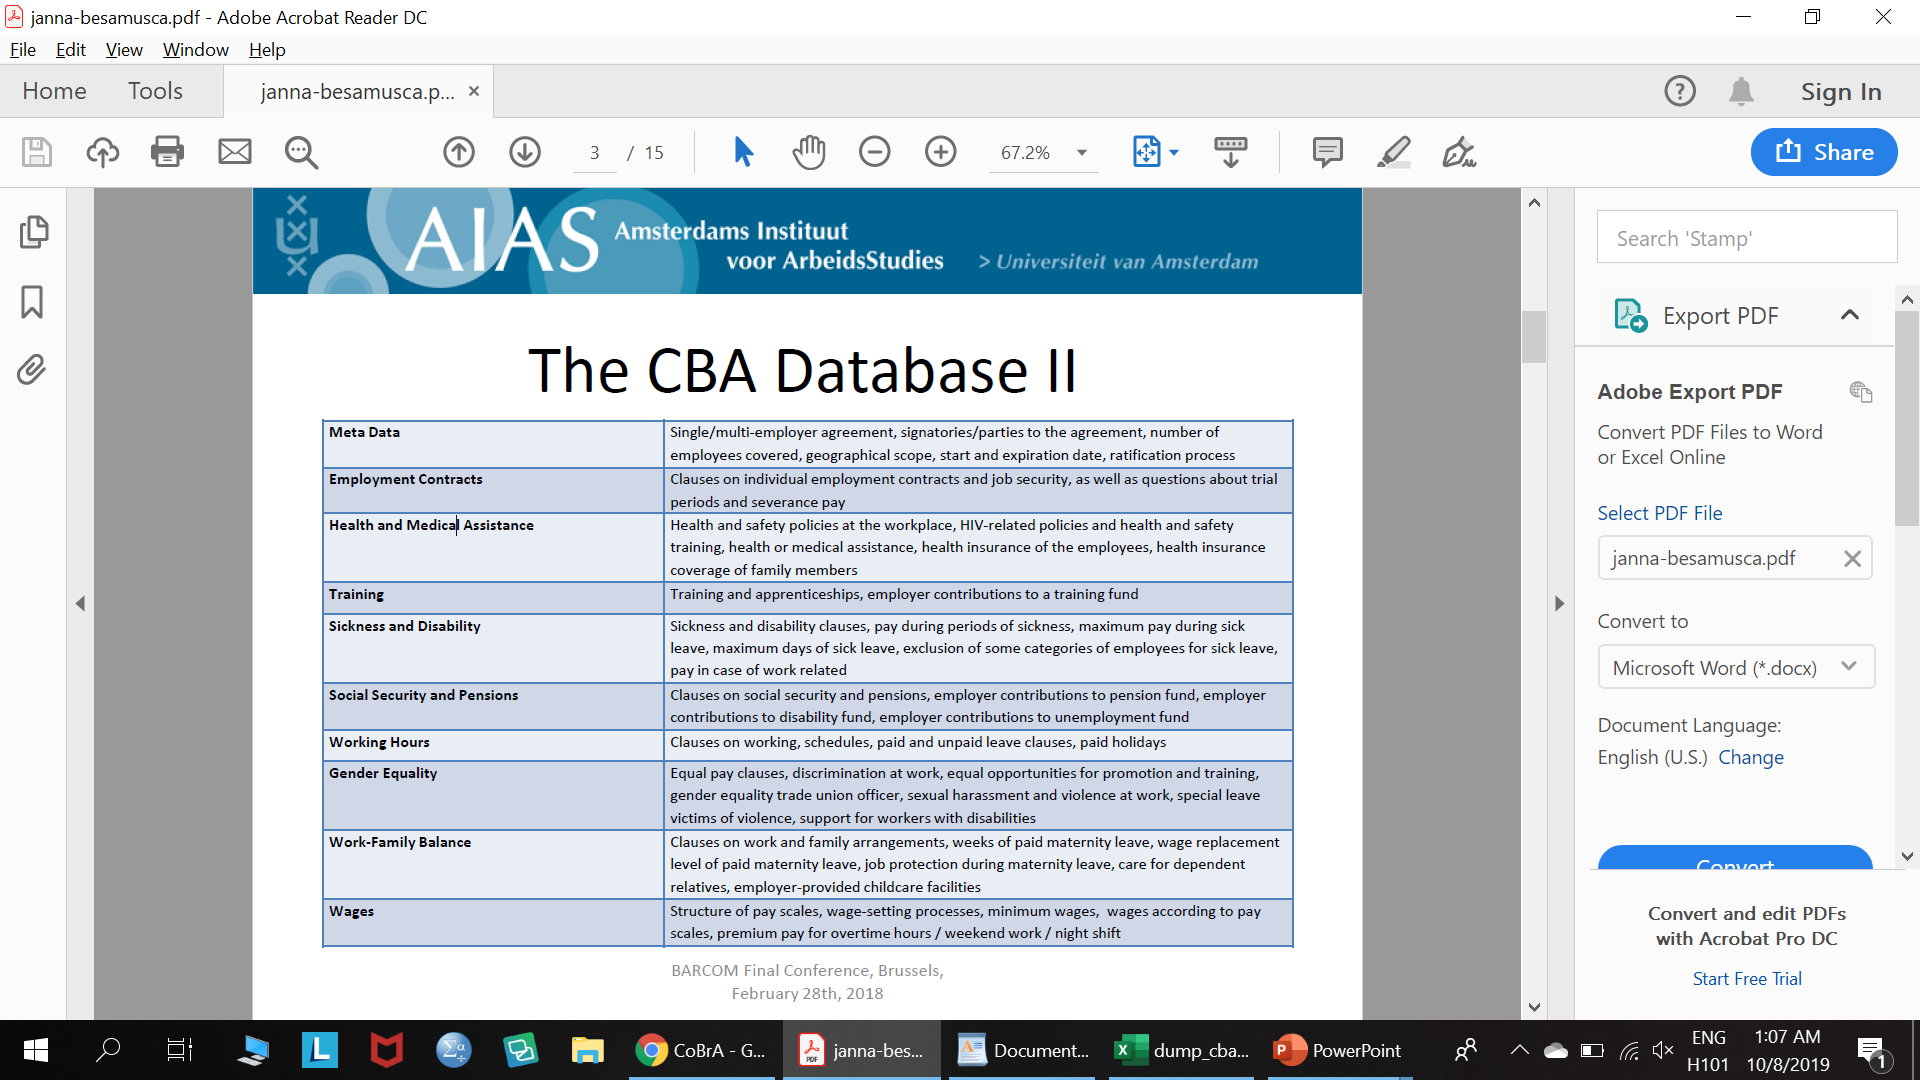 janna-besamusca.pdf - Adobe Acrobat Reader DC
File Edit View Window Help
Home Tools janna-besamusca.p... Sign In
3 / 15 67.2% Share
AIAS Amsterdams Instituut
voor ArbeidsStudies > Universiteit van Amsterdam
The CBA Database II
Meta Data
Single/multi-employer agreement, signatories/parties to the agreement, number of
employees covered, geographical scope, start and expiration date, ratification process
Employment Contracts
Clauses on individual employment contracts and job security, as well as questions about trial
periods and severance pay
Health and Medical Assistance
Health and safety policies at the workplace, HIV-related policies and health and safety
training, health or medical assistance, health insurance of the employees, health insurance
coverage of family members
Training
Training and apprenticeships, employer contributions to a training fund
Sickness and Disability
Sickness and disability clauses, pay during periods of sickness, maximum pay during sick
leave, maximum days of sick leave, exclusion of some categories of employees for sick leave,
pay in case of work related
Social Security and Pensions
Clauses on social security and pensions, employer contributions to pension fund, employer
contributions to disability fund, employer contributions to unemployment fund
Working Hours
Clauses on working, schedules, paid and unpaid leave clauses, paid holidays
Gender Equality
Equal pay clauses, discrimination at work, equal opportunities for promotion and training,
gender equality trade union officer, sexual harassment and violence at work, special leave
victims of violence, support for workers with disabilities
Work-Family Balance
Clauses on work and family arrangements, weeks of paid maternity leave, wage replacement
level of paid maternity leave, job protection during maternity leave, care for dependent
relatives, employer-provided childcare facilities
Wages
Structure of pay scales, wage-setting processes, minimum wages, wages according to pay
scales, premium pay for overtime hours / weekend work / night shift
BARCOM Final Conference, Brussels,
February 28th, 2018
Search 'Stamp'
Export PDF
Adobe Export PDF
Convert PDF Files to Word
or Excel Online
Select PDF File
janna-besamusca.pdf
Convert to
Microsoft Word (*.docx)
Document Language:
English (U.S.) Change
Convert
Convert and edit PDFs
with Acrobat Pro DC
Start Free Trial
CoBrA - G... janna-bes... Document... dump_cba... PowerPoint
ENG
H101
1:07 AM
10/8/2019
1